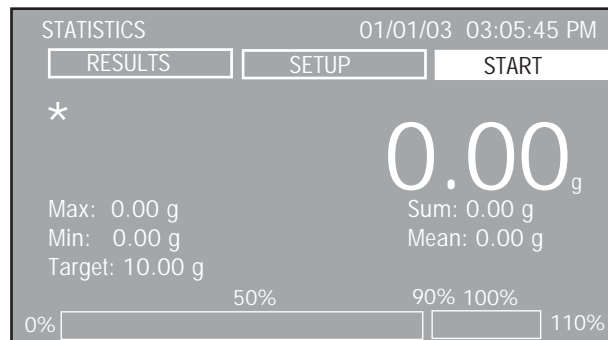 STATISTICS 01/01/03 03:05:45 PM
RESULTS SETUP START
*
0.00 g
Max: 0.00 g Sum: 0.00 g
Min: 0.00 g Mean: 0.00 g
Target: 10.00 g
50% 90% 100%
0% 110%